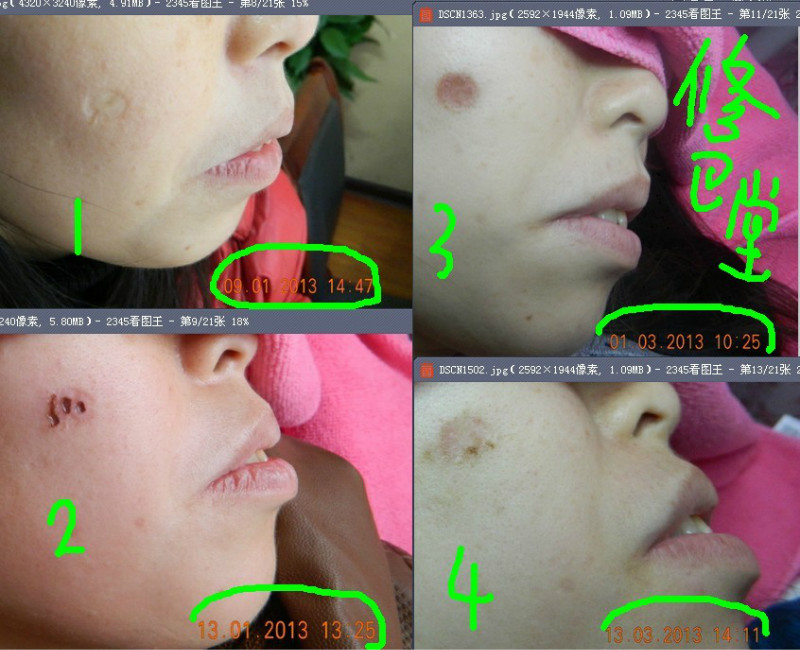 pg(4320×3240像素, 4.91MB)- 2345看图王 - 第8/21张 15%
1
09.01 2013 14:47
240像素, 5.80MB)- 2345看图王 - 第9/21张 18%
2
13.01.2013 13:25
DSCN1363.jpg(2592×1944像素, 1.09MB)- 2345看图王 - 第11/21张 2
修
巴
堂
3
01 03.2013 10:25
DSCN1502.jpg(2592×1944像素, 1.09MB)- 2345看图王 - 第13/21张 2
4
13.03.2013 14:11